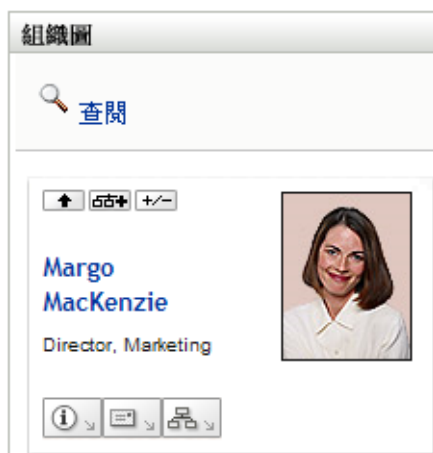 組織圖
查閱
+/−
Margo
MacKenzie
Director, Marketing